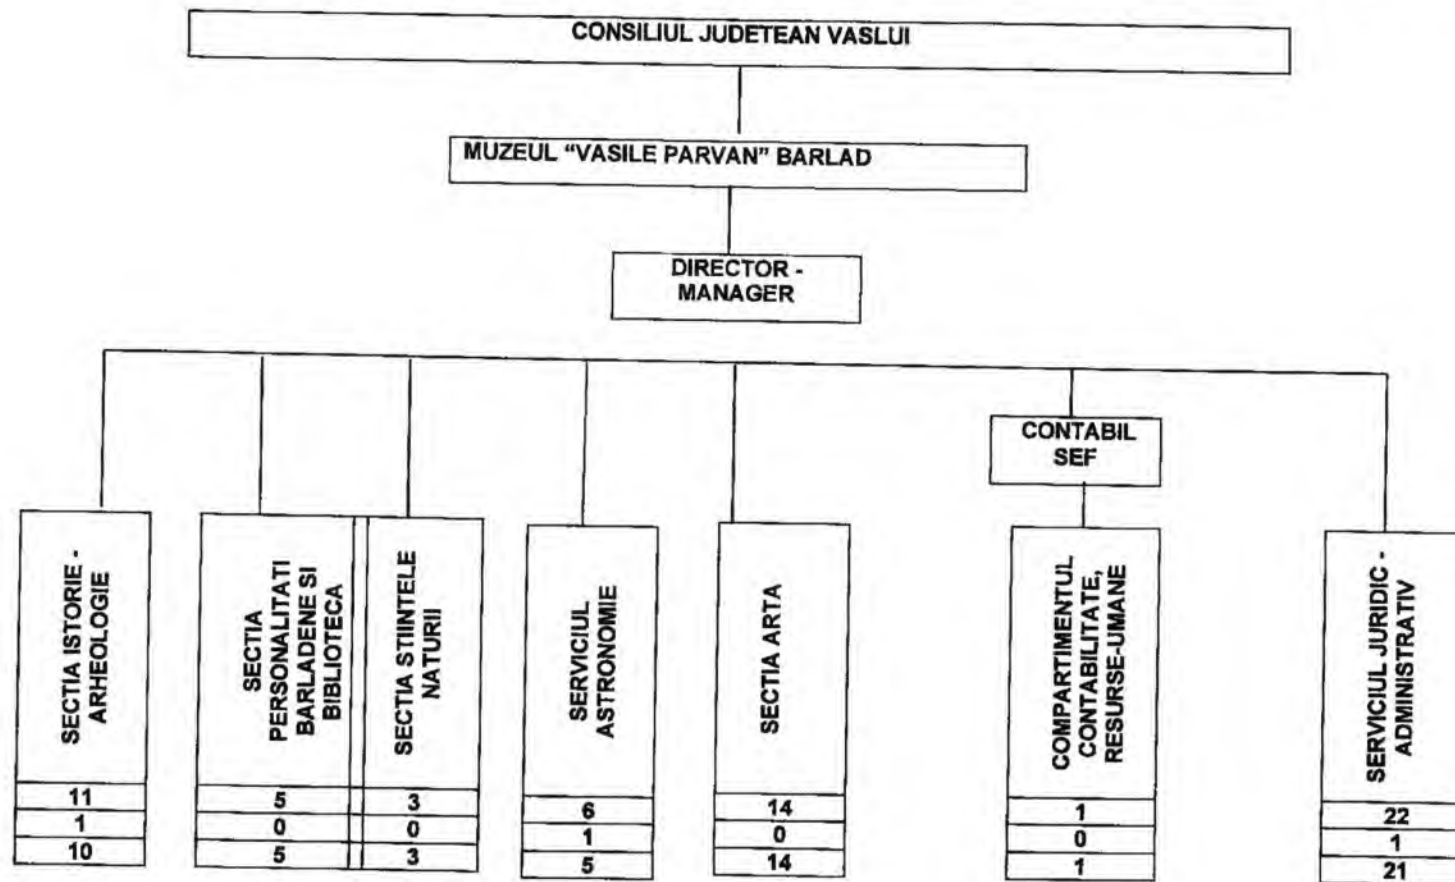 CONSILIUL JUDETEAN VASLUI
MUZEUL "VASILE PARVAN" BARLAD
DIRECTOR -
MANAGER
CONTABIL
SEF
SECTIA ISTORIE -
ARHEOLOGIE
11
1
10
SECTIA
PERSONALITATI
BARLADENE SI
BIBLIOTECA
5
0
5
SECTIA STIINTELE
NATURII
3
0
3
SERVICIUL
ASTRONOMIE
6
1
5
SECTIA ARTA
14
0
14
COMPARTIMENTUL
CONTABILITATE,
RESURSE-UMANE
1
0
1
SERVICIUL JURIDIC -
ADMINISTRATIV
22
1
21